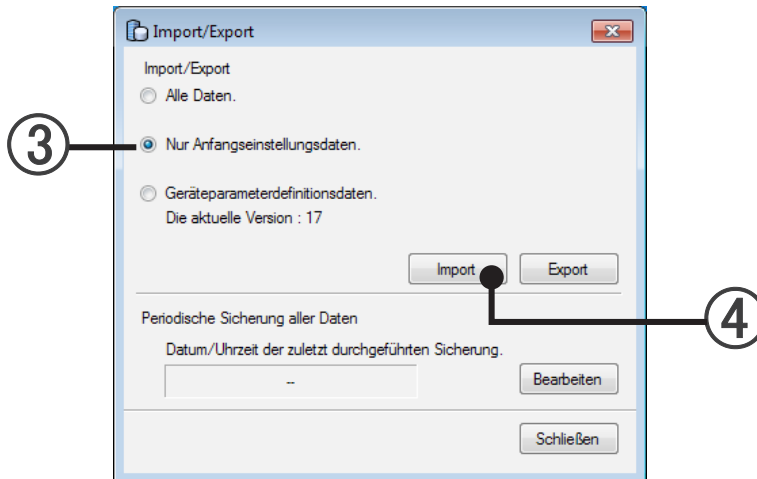 Import/Export
Import/Export
Alle Daten.
③
Nur Anfangseinstellungsdaten.
Geräteparameterdefinitionsdaten.
Die aktuelle Version : 17
Import
Export
④
Periodische Sicherung aller Daten
Datum/Uhrzeit der zuletzt durchgeführten Sicherung.
--
Bearbeiten
Schließen